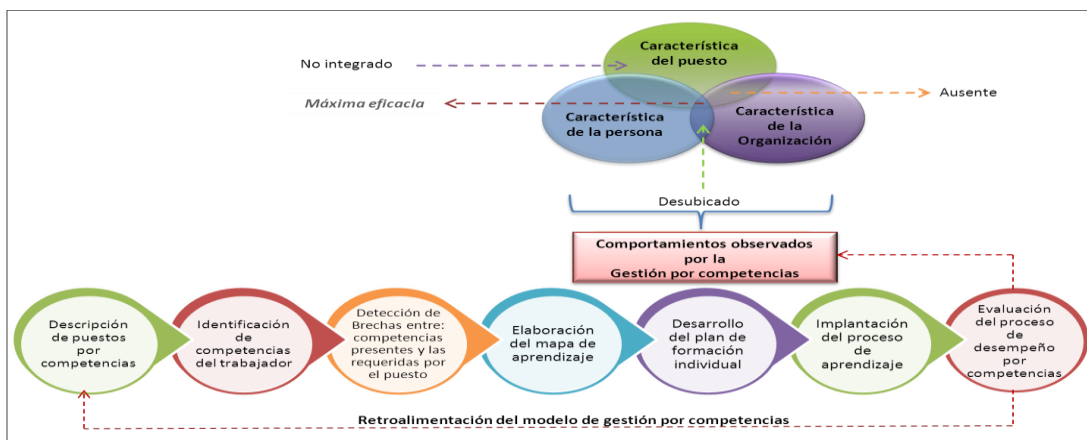 Característica
del puesto
No integrado
Máxima eficacia
Ausente
Característica
de la persona
Característica
de la
Organización
Desubicado
Comportamientos observados
por la
Gestión por competencias
Descripción
de puestos
por
competencias
Identificación
de
competencias
del trabajador
Detección de
Brechas entre:
competencias
presentes y las
requeridas por
el puesto
Elaboración
del mapa de
aprendizaje
Desarrollo
del plan de
formación
individual
Implantación
del proceso
de
aprendizaje
Evaluación
del proceso
de
desempeño
por
competencias
Retroalimentación del modelo de gestión por competencias